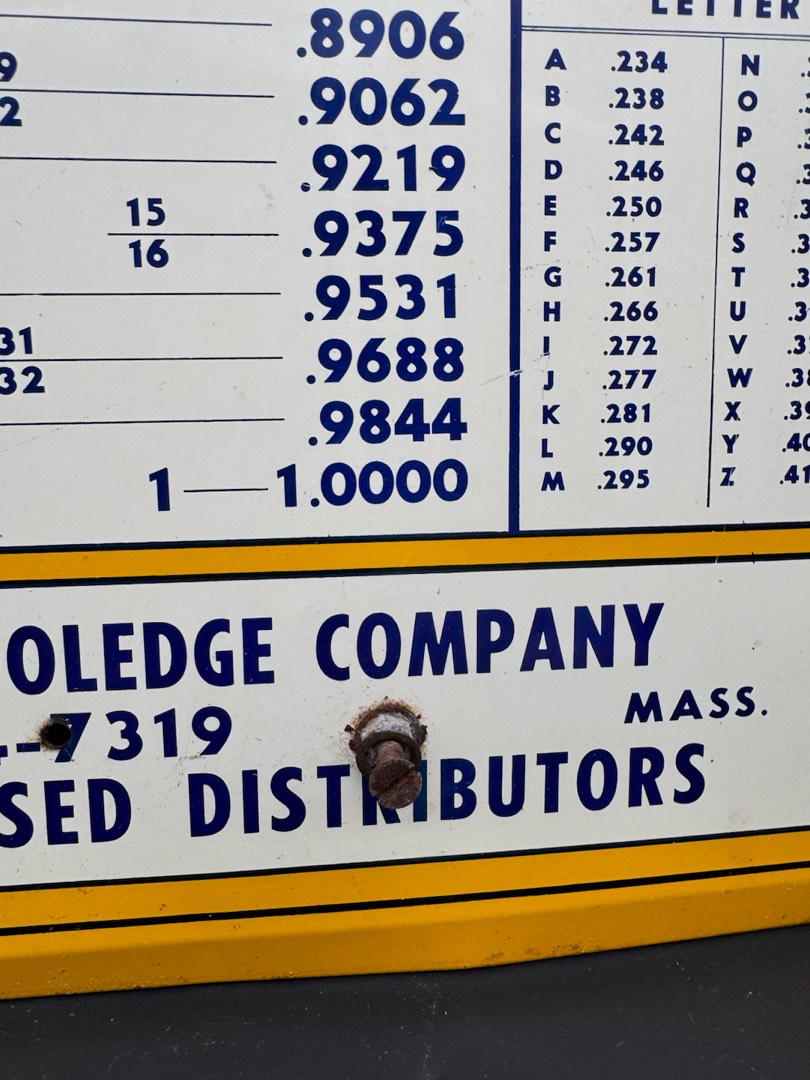 LETTER
.8906
9
2 .9062
.9219
15
16 .9375
.9531
31
32 .9688
.9844
1 1.0000
A .234 N
B .238 O
C .242 P
D .246 Q
E .250 R
F .257 S
G .261 T
H .266 U
I .272 V
J .277 W
K .281 X
L .290 Y
M .295 Z
OLEDGE COMPANY
-7319 MASS.
SED DISTRIBUTORS